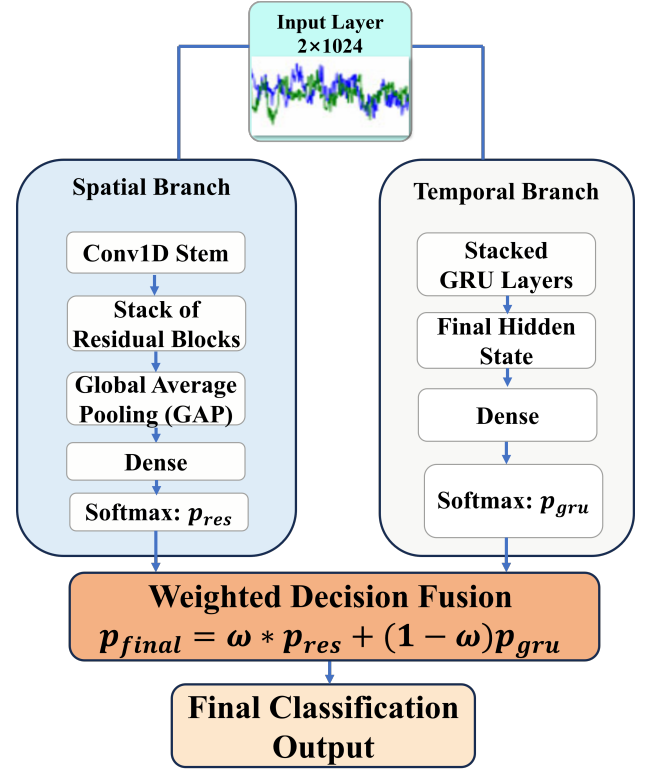 Input Layer
2×1024
Spatial Branch
Conv1D Stem
Stack of
Residual Blocks
Global Average
Pooling (GAP)
Dense
Softmax: p_res
Temporal Branch
Stacked
GRU Layers
Final Hidden
State
Dense
Softmax: p_gru
Weighted Decision Fusion
p_final = ω * p_res + (1 − ω)p_gru
Final Classification
Output